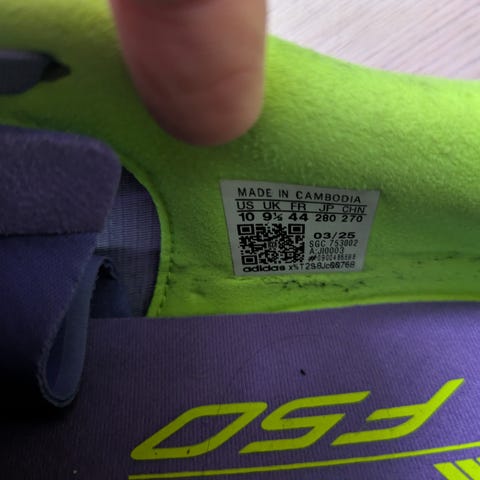 MADE IN CAMBODIA
US UK FR JP CHN
10 9½ 44 280 270
03/25
SGC 753002
A:JI0003
adidas
F50